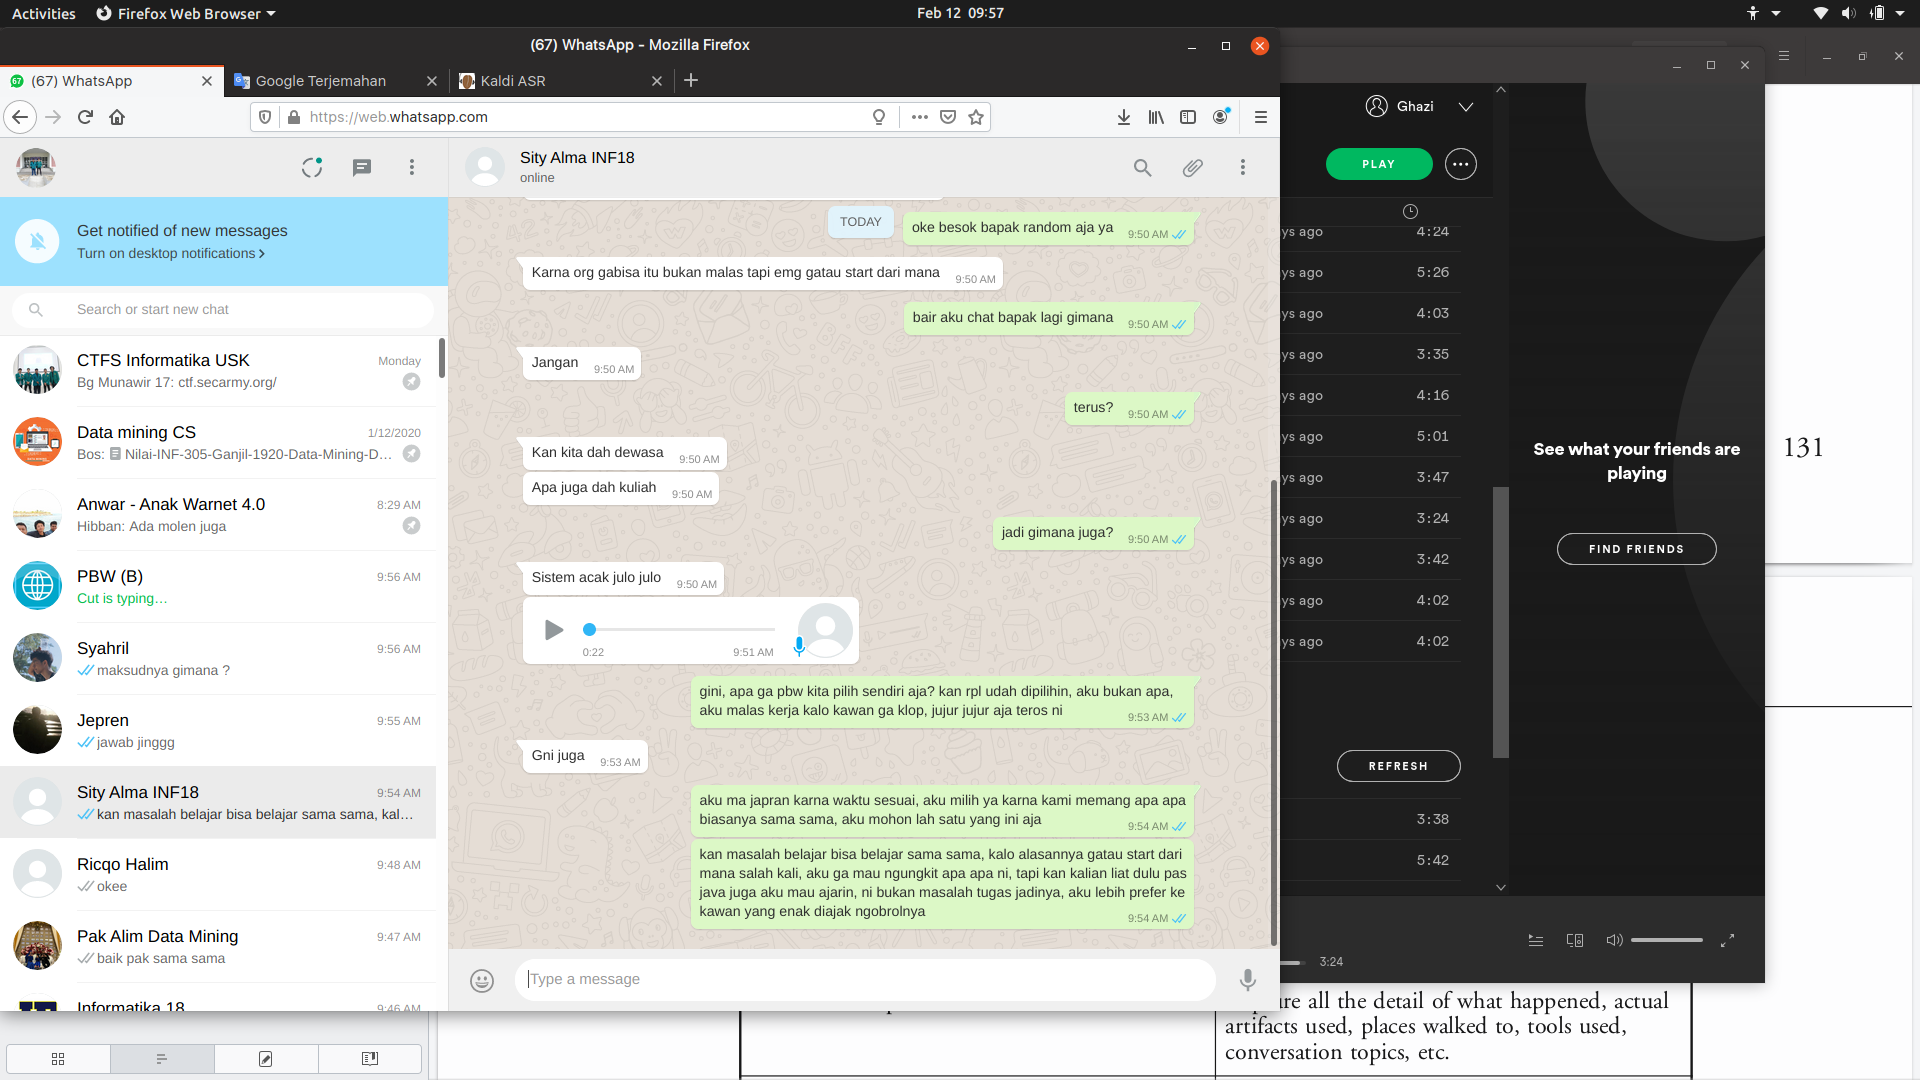 Activities
Firefox Web Browser
Feb 12 09:57
(67) WhatsApp - Mozilla Firefox
67
(67) WhatsApp
Google Terjemahan
Kaldi ASR
https://web.whatsapp.com
Get notified of new messages
Turn on desktop notifications
Search or start new chat
CTFS Informatika USK
Monday
Bg Munawir 17: ctf.secarmy.org/
Data mining CS
1/12/2020
Bos: Nilai-INF-305-Ganjil-1920-Data-Mining-D...
Anwar - Anak Warnet 4.0
8:29 AM
Hibban: Ada molen juga
PBW (B)
9:56 AM
Cut is typing...
Syahril
9:56 AM
maksudnya gimana ?
Jepren
9:55 AM
jawab jinggg
Sity Alma INF18
9:54 AM
kan masalah belajar bisa belajar sama sama, kal...
Ricqo Halim
9:48 AM
okee
Pak Alim Data Mining
9:47 AM
baik pak sama sama
Informatika 18
9:46 AM
Sity Alma INF18
online
TODAY
oke besok bapak random aja ya
9:50 AM
Karna org gabisa itu bukan malas tapi emg gatau start dari mana
9:50 AM
bair aku chat bapak lagi gimana
9:50 AM
Jangan
9:50 AM
terus?
9:50 AM
Kan kita dah dewasa
9:50 AM
Apa juga dah kuliah
9:50 AM
jadi gimana juga?
9:50 AM
Sistem acak julo julo
9:50 AM
0:22
9:51 AM
gini, apa ga pbw kita pilih sendiri aja? kan rpl udah dipilihin, aku bukan apa,
aku malas kerja kalo kawan ga klop, jujur jujur aja teros ni
9:53 AM
Gni juga
9:53 AM
aku ma japran karna waktu sesuai, aku milih ya karna kami memang apa apa
biasanya sama sama, aku mohon lah satu yang ini aja
9:54 AM
kan masalah belajar bisa belajar sama sama, kalo alasannya gatau start dari
mana salah kali, aku ga mau ngungkit apa apa ni, tapi kan kalian liat dulu pas
java juga aku mau ajarin, ni bukan masalah tugas jadinya, aku lebih prefer ke
kawan yang enak diajak ngobrolnya
9:54 AM
Type a message
Ghazi
PLAY
ys ago 4:24
ys ago 5:26
ys ago 4:03
ys ago 3:35
ys ago 4:16
ys ago 5:01
ys ago 3:47
ys ago 3:24
ys ago 3:42
ys ago 4:02
ys ago 4:02
REFRESH
3:38
5:42
3:24
See what your friends are
playing
FIND FRIENDS
131
re all the detail of what happened, actual
artifacts used, places walked to, tools used,
conversation topics, etc.